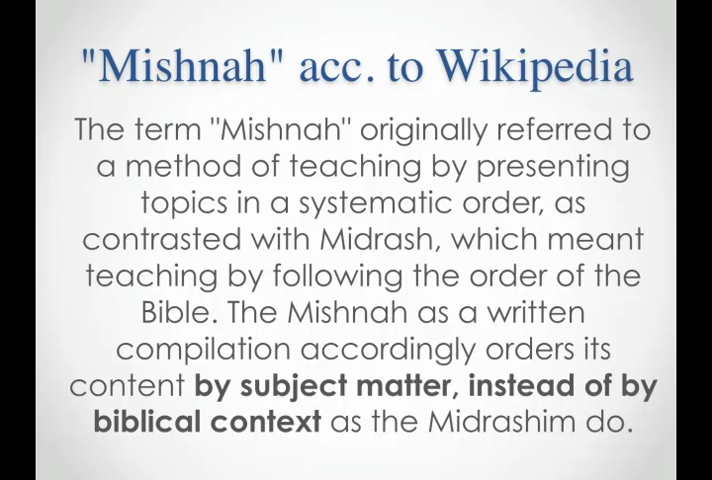 "Mishnah" acc. to Wikipedia
The term "Mishnah" originally referred to
a method of teaching by presenting
topics in a systematic order, as
contrasted with Midrash, which meant
teaching by following the order of the
Bible. The Mishnah as a written
compilation accordingly orders its
content by subject matter, instead of by
biblical context as the Midrashim do.